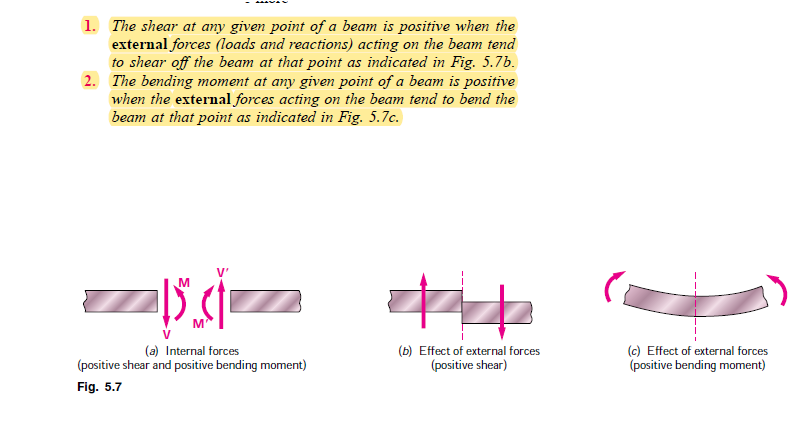 1. The shear at any given point of a beam is positive when the
external forces (loads and reactions) acting on the beam tend
to shear off the beam at that point as indicated in Fig. 5.7b.
2. The bending moment at any given point of a beam is positive
when the external forces acting on the beam tend to bend the
beam at that point as indicated in Fig. 5.7c.
V'
M
M'
V
(a) Internal forces
(positive shear and positive bending moment)
(b) Effect of external forces
(positive shear)
(c) Effect of external forces
(positive bending moment)
Fig. 5.7